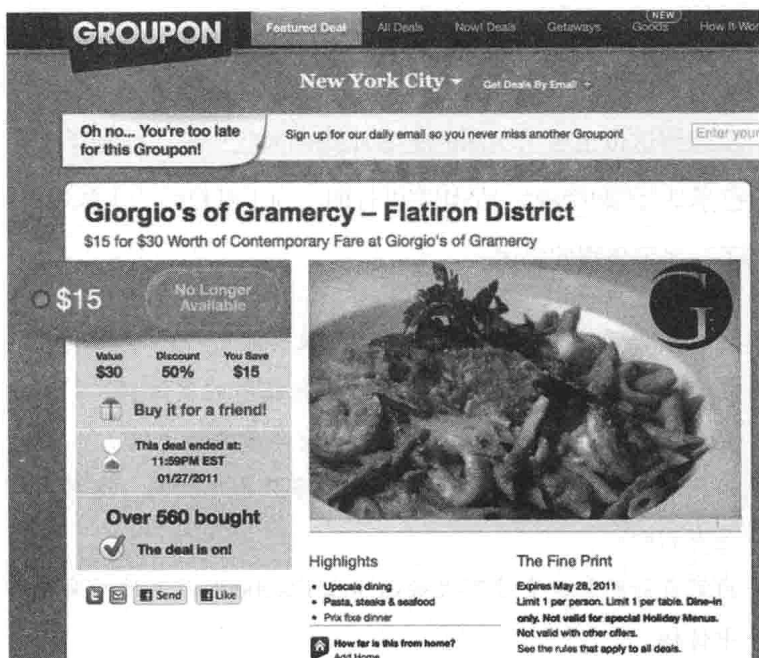 GROUPON
Featured Deal
All Deals
Now! Deals
Getaways
NEW
Goods
How It Wor
New York City
Get Deals By Email
Oh no... You're too late
for this Groupon!
Sign up for our daily email so you never miss another Groupon!
Enter your
Giorgio's of Gramercy – Flatiron District
$15 for $30 Worth of Contemporary Fare at Giorgio's of Gramercy
$15
No Longer
Available
G
Value Discount You Save
$30 50% $15
Buy it for a friend!
This deal ended at:
11:59PM EST
01/27/2011
Over 560 bought
The deal is on!
Send
Like
Highlights
• Upscale dining
• Pasta, steaks & seafood
• Prix fixe dinner
How far is this from home?
Add Home
The Fine Print
Expires May 28, 2011
Limit 1 per person. Limit 1 per table. Dine-in
only. Not valid for special Holiday Menus.
Not valid with other offers.
See the rules that apply to all deals.